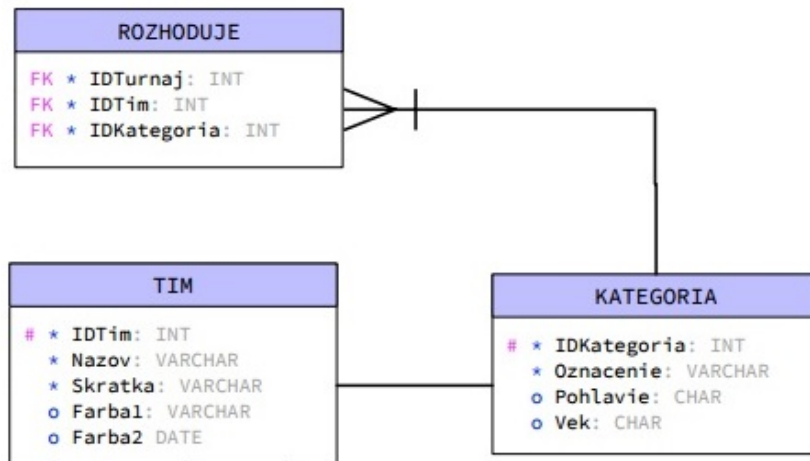 ROZHODUJE
FK * IDTurnaj: INT
FK * IDTim: INT
FK * IDKategoria: INT
TIM
# * IDTim: INT
* Nazov: VARCHAR
* Skratka: VARCHAR
o Farba1: VARCHAR
o Farba2 DATE
KATEGORIA
# * IDKategoria: INT
* Oznacenie: VARCHAR
o Pohlavie: CHAR
o Vek: CHAR